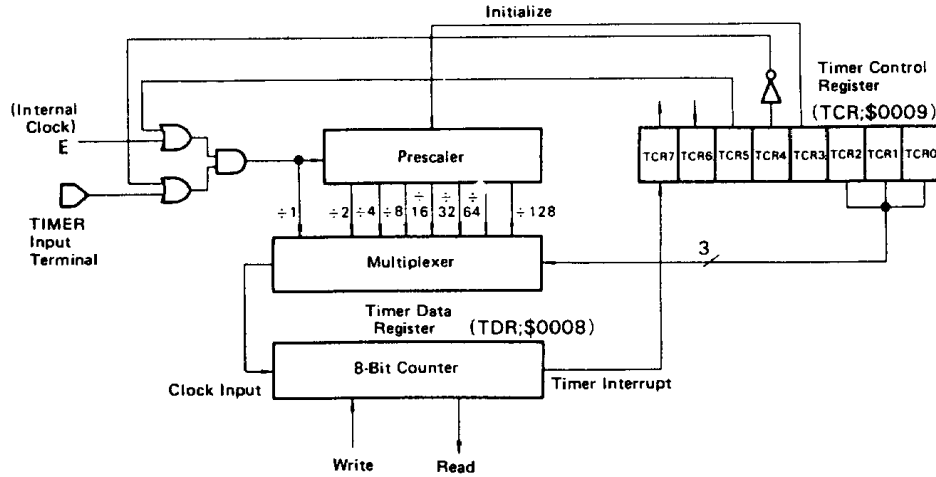 Initialize
Timer Control
Register
(TCR;$0009)
(Internal
Clock)
E
TCR7 TCR6 TCR5 TCR4 TCR3 TCR2 TCR1 TCR0
Prescaler
÷1 ÷2 ÷4 ÷8 ÷16 ÷32 ÷64 ÷128
TIMER
Input
Terminal
3
Multiplexer
Timer Data
Register (TDR;$0008)
8-Bit Counter
Clock Input
Timer Interrupt
Write
Read